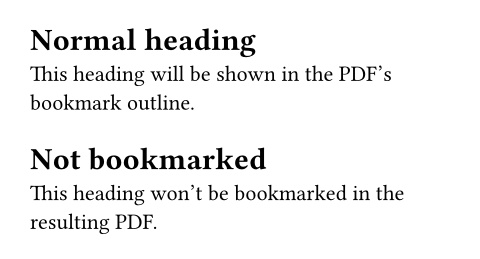 Normal heading
This heading will be shown in the PDF’s
bookmark outline.
Not bookmarked
This heading won’t be bookmarked in the
resulting PDF.